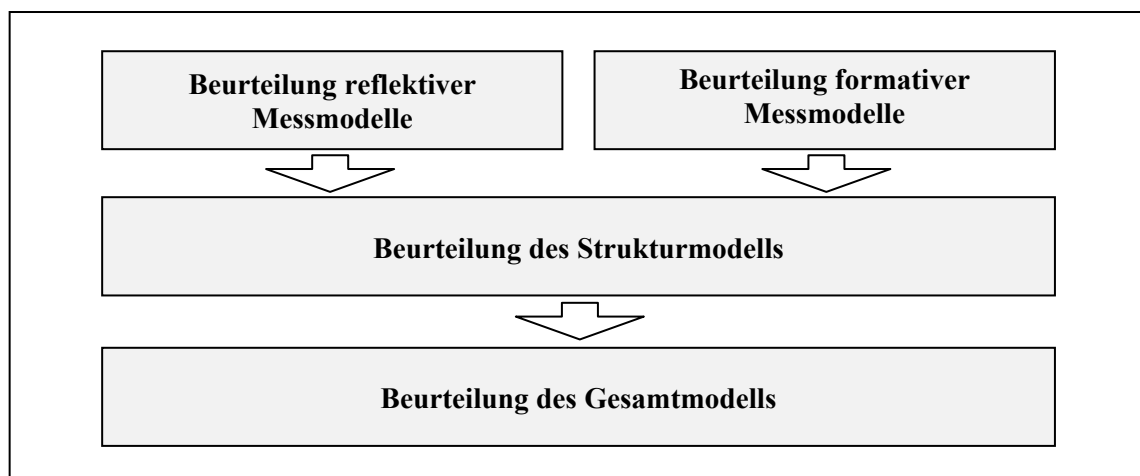 Beurteilung reflektiver
Messmodelle
Beurteilung formativer
Messmodelle
Beurteilung des Strukturmodells
Beurteilung des Gesamtmodells